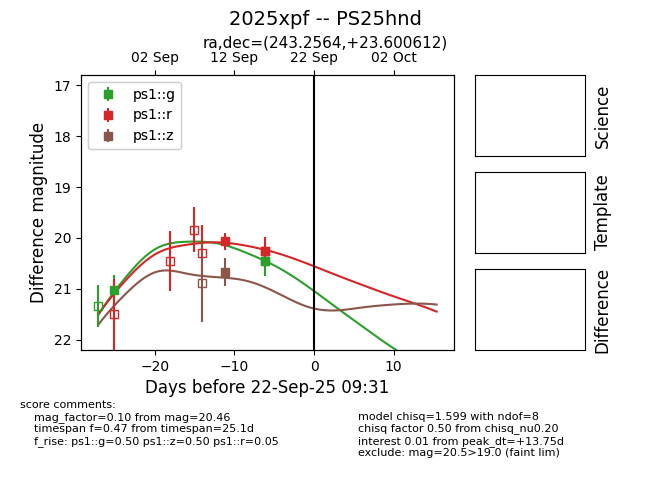 2025xpf -- PS25hnd
ra,dec=(243.2564,+23.600612)
02 Sep 12 Sep 22 Sep 02 Oct
17
18
19
20
21
22
Difference magnitude
ps1::g
ps1::r
ps1::z
−20 −10 0 10
Days before 22-Sep-25 09:31
Science
Template
Difference
score comments:
mag_factor=0.10 from mag=20.46
timespan f=0.47 from timespan=25.1d
f_rise: ps1::g=0.50 ps1::z=0.50 ps1::r=0.05
model chisq=1.599 with ndof=8
chisq factor 0.50 from chisq_nu0.20
interest 0.01 from peak_dt=+13.75d
exclude: mag=20.5>19.0 (faint lim)